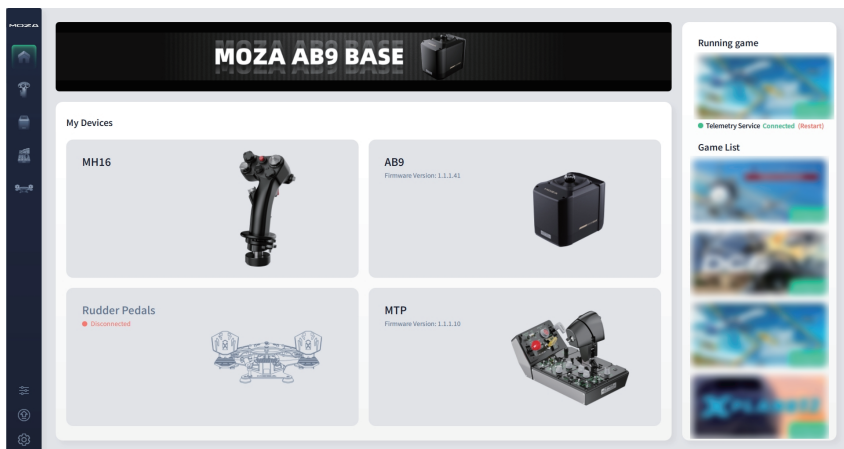 MOZA
MOZA AB9 BASE
My Devices
MH16
AB9
Firmware Version: 1.1.1.41
Rudder Pedals
Disconnected
MTP
Firmware Version: 1.1.1.10
Running game
Telemetry Service Connected (Restart)
Game List